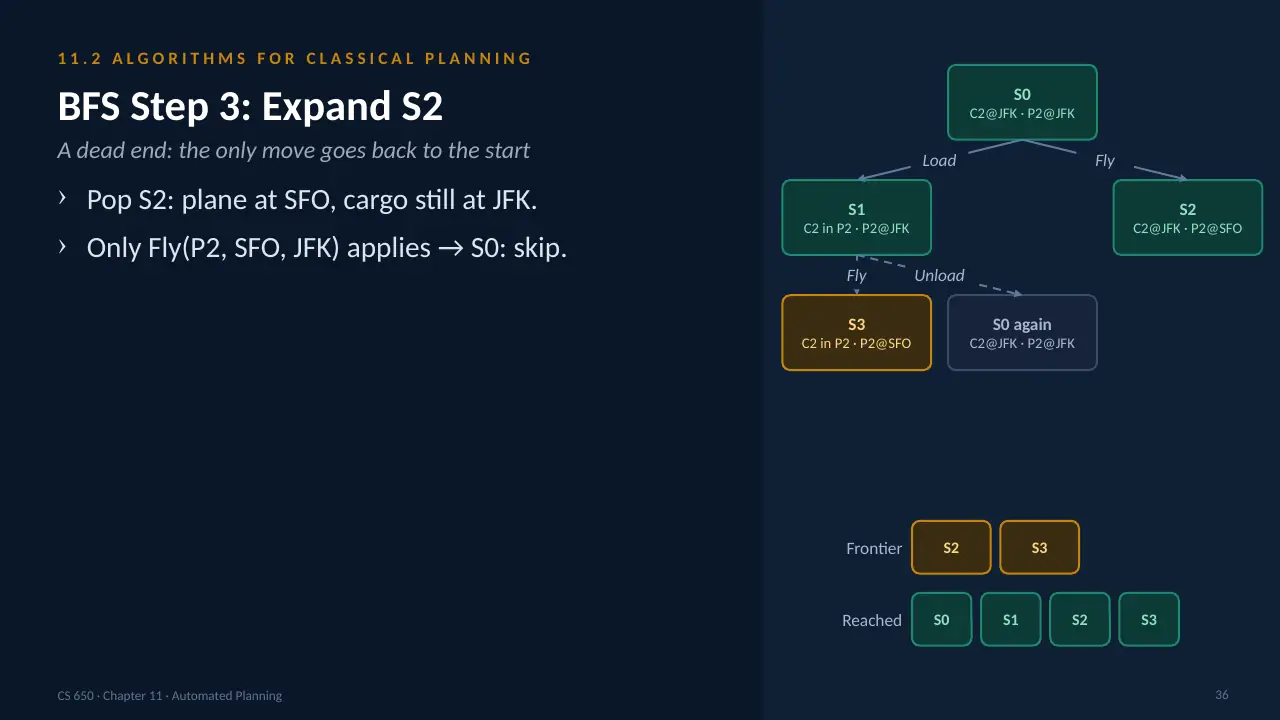 11.2 ALGORITHMS FOR CLASSICAL PLANNING
BFS Step 3: Expand S2
A dead end: the only move goes back to the start
› Pop S2: plane at SFO, cargo still at JFK.
› Only Fly(P2, SFO, JFK) applies → S0: skip.
S0
C2@JFK · P2@JFK
Load
Fly
S1
C2 in P2 · P2@JFK
S2
C2@JFK · P2@SFO
Fly
Unload
S3
C2 in P2 · P2@SFO
S0 again
C2@JFK · P2@JFK
Frontier
S2
S3
Reached
S0
S1
S2
S3
CS 650 · Chapter 11 · Automated Planning
36